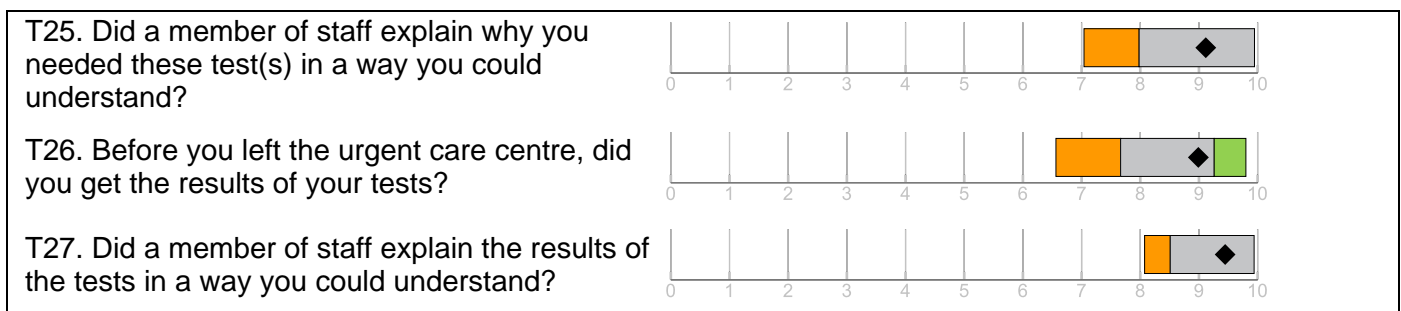 T25. Did a member of staff explain why you
needed these test(s) in a way you could
understand?
0 1 2 3 4 5 6 7 8 9 10
T26. Before you left the urgent care centre, did
you get the results of your tests?
0 1 2 3 4 5 6 7 8 9 10
T27. Did a member of staff explain the results of
the tests in a way you could understand?
0 1 2 3 4 5 6 7 8 9 10